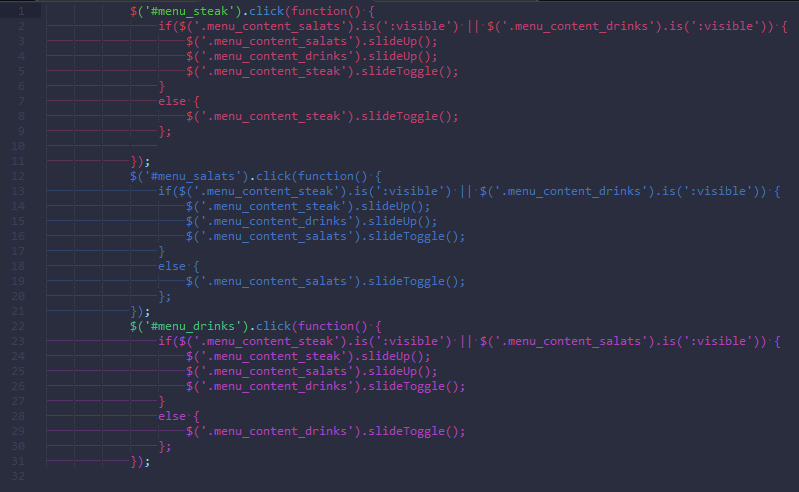 1 $('#menu_steak').click(function() {
2 if($('.menu_content_salats').is(':visible') || $('.menu_content_drinks').is(':visible')) {
3 $('.menu_content_salats').slideUp();
4 $('.menu_content_drinks').slideUp();
5 $('.menu_content_steak').slideToggle();
6 }
7 else {
8 $('.menu_content_steak').slideToggle();
9 };
10
11 });
12 $('#menu_salats').click(function() {
13 if($('.menu_content_steak').is(':visible') || $('.menu_content_drinks').is(':visible')) {
14 $('.menu_content_steak').slideUp();
15 $('.menu_content_drinks').slideUp();
16 $('.menu_content_salats').slideToggle();
17 }
18 else {
19 $('.menu_content_salats').slideToggle();
20 };
21 });
22 $('#menu_drinks').click(function() {
23 if($('.menu_content_steak').is(':visible') || $('.menu_content_salats').is(':visible')) {
24 $('.menu_content_steak').slideUp();
25 $('.menu_content_salats').slideUp();
26 $('.menu_content_drinks').slideToggle();
27 }
28 else {
29 $('.menu_content_drinks').slideToggle();
30 };
31 });
32